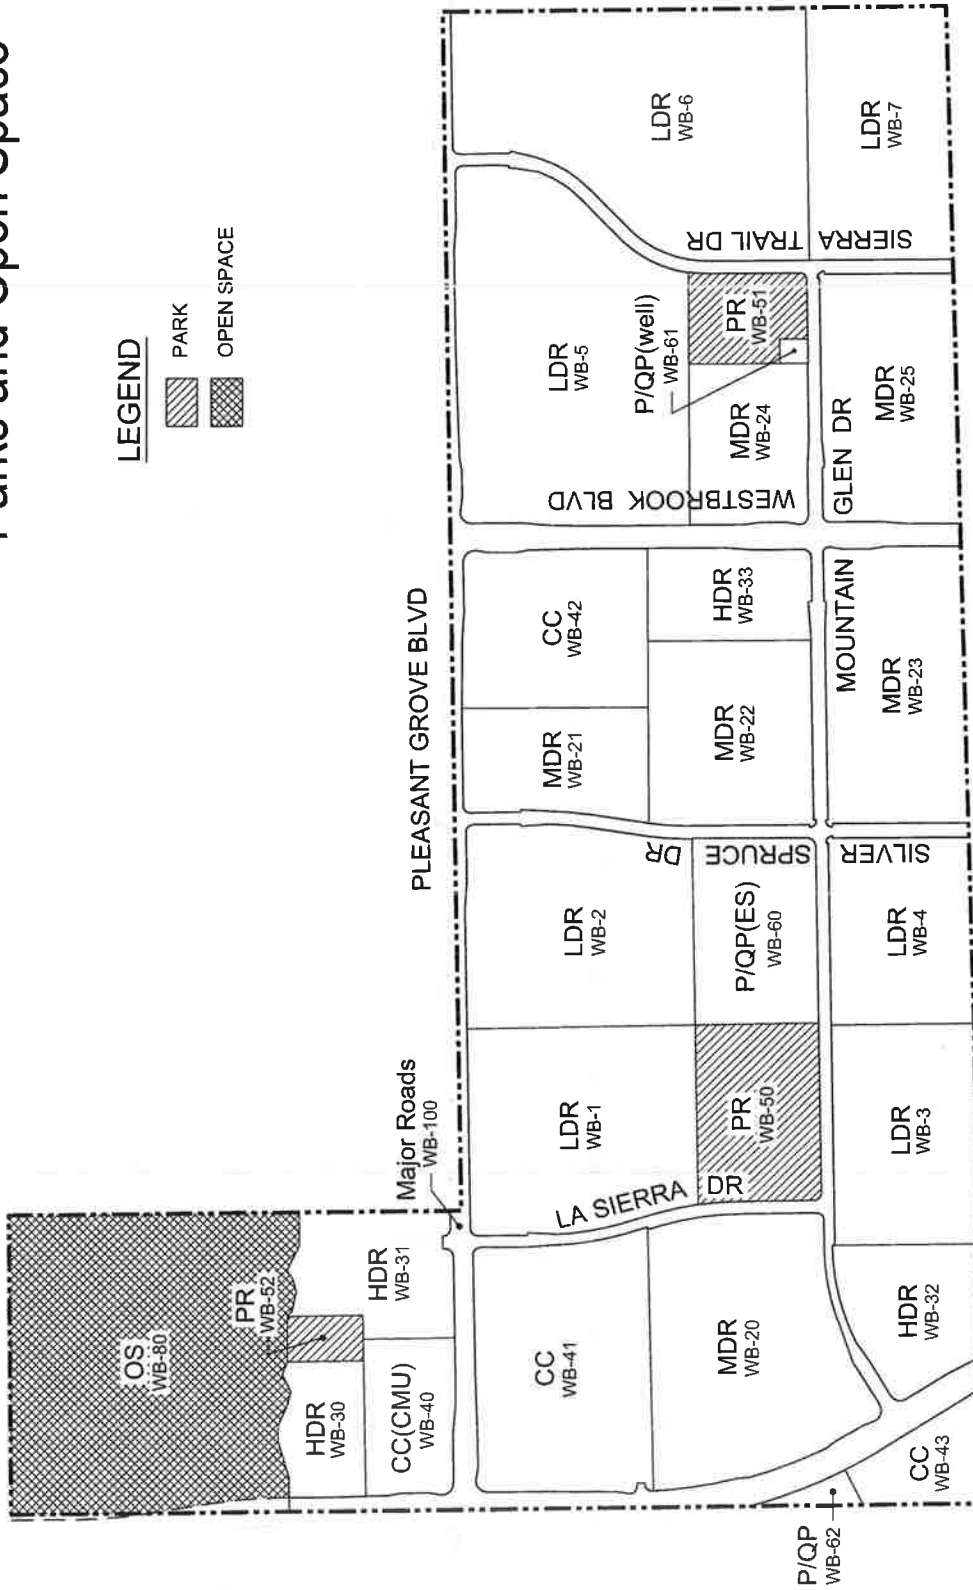 Parks and Open Space
LEGEND
PARK
OPEN SPACE
PLEASANT GROVE BLVD
Major Roads
WB-100
OS
WB-80
PR
WB-52
HDR
WB-30
HDR
WB-31
CC(CMU)
WB-40
CC
WB-41
LDR
WB-1
LDR
WB-2
MDR
WB-21
CC
WB-42
LDR
WB-5
LDR
WB-6
LA SIERRA DR
SILVER SPRUCE DR
WESTBROOK BLVD
SIERRA TRAIL DR
MDR
WB-20
PR
WB-50
P/QP(ES)
WB-60
MDR
WB-22
HDR
WB-33
MDR
WB-24
P/QP(well)
WB-61
PR
WB-51
MOUNTAIN GLEN DR
P/QP
WB-62
CC
WB-43
HDR
WB-32
LDR
WB-3
LDR
WB-4
MDR
WB-23
MDR
WB-25
LDR
WB-7